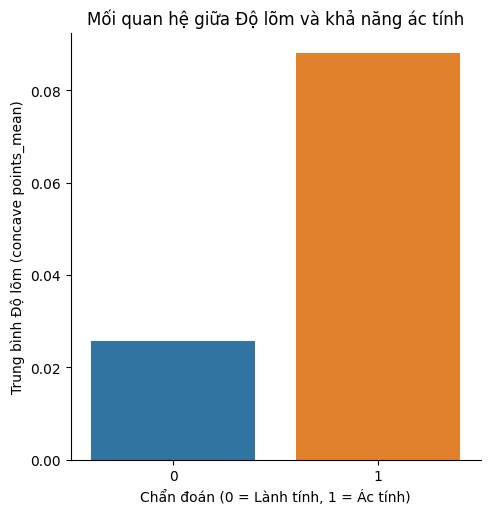 Mối quan hệ giữa Độ lõm và khả năng ác tính
Trung bình Độ lõm (concave points_mean)
0.08
0.06
0.04
0.02
0.00
0
1
Chẩn đoán (0 = Lành tính, 1 = Ác tính)